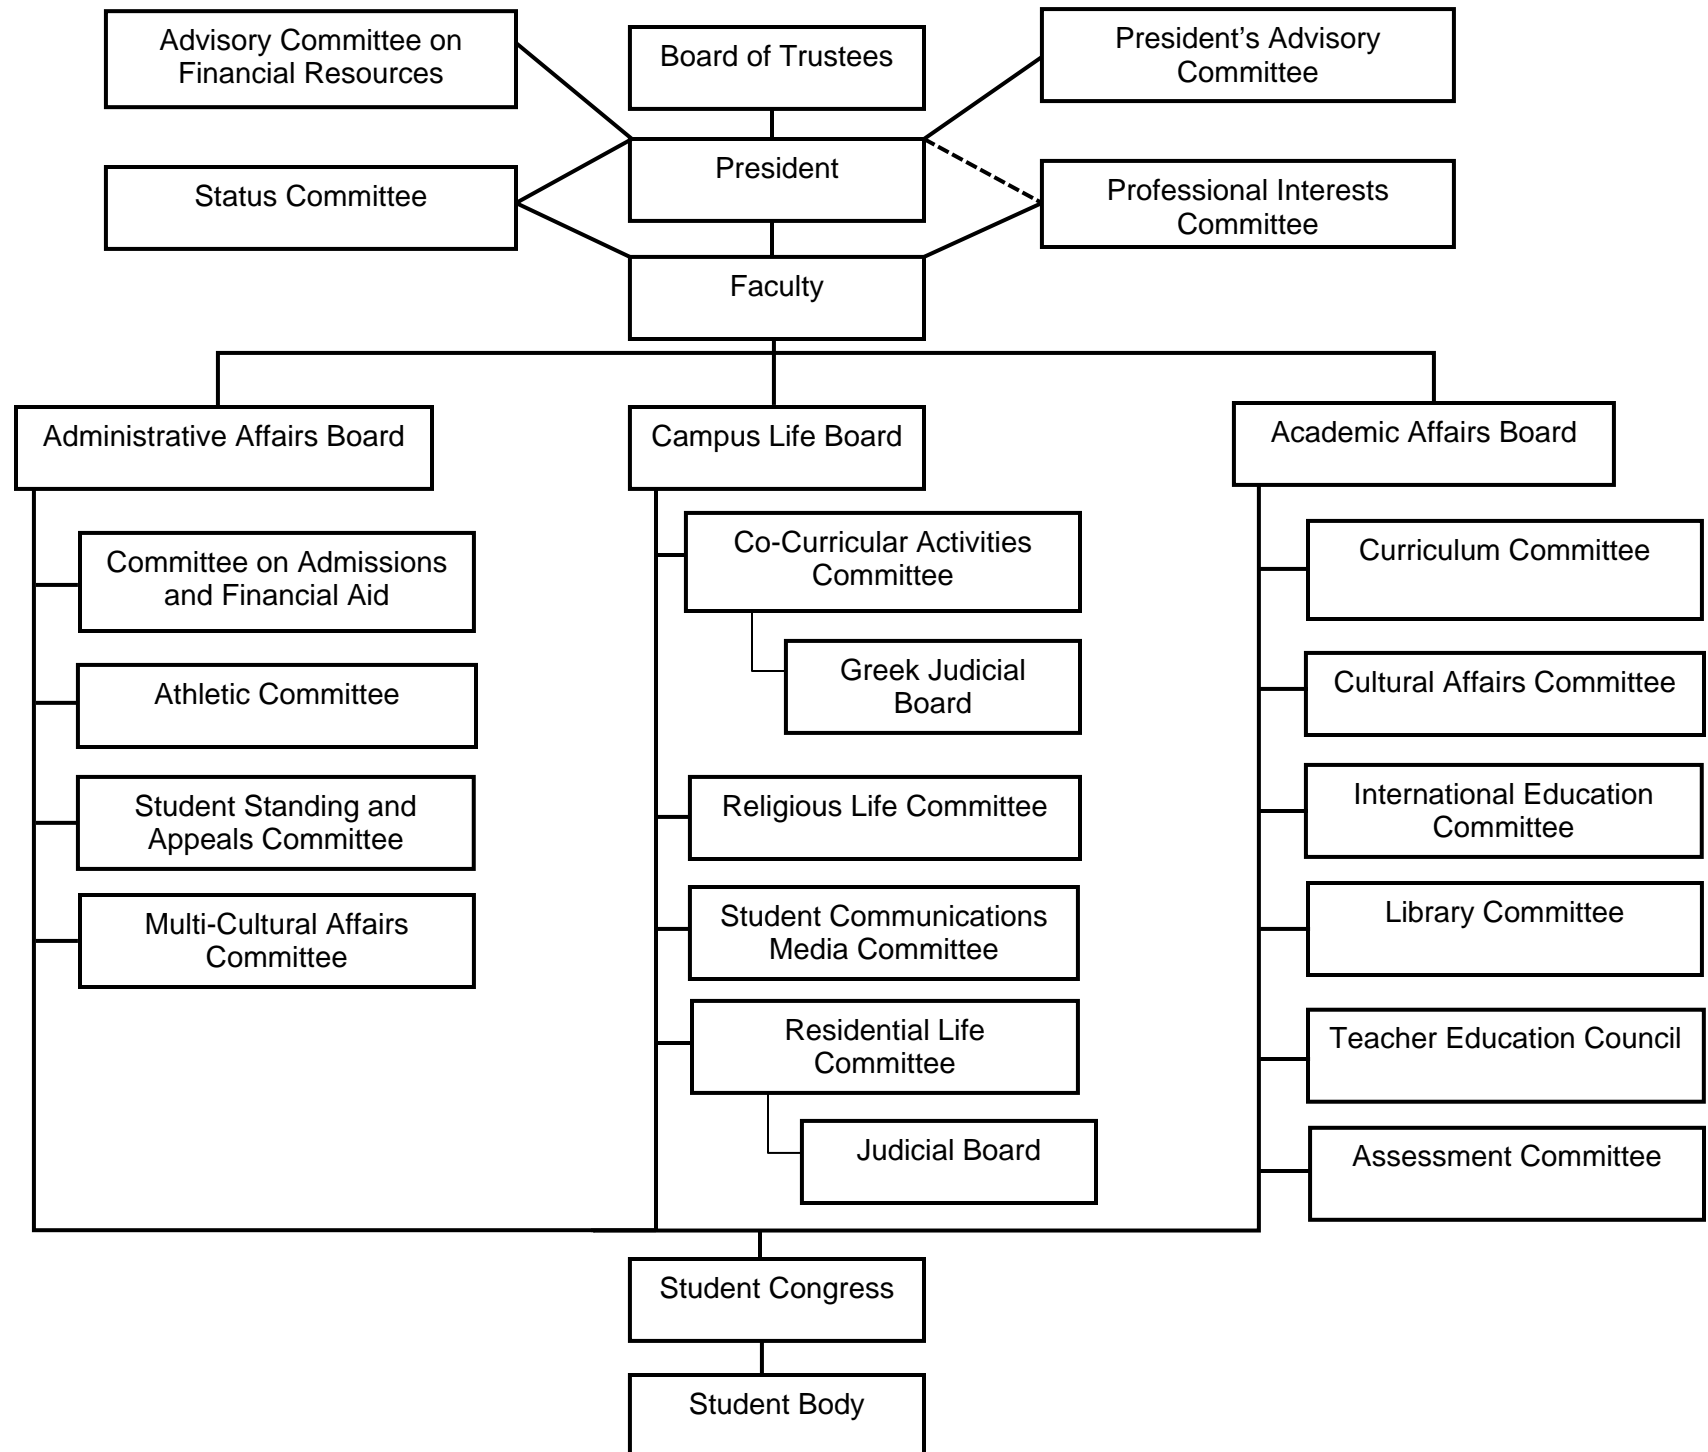 Advisory Committee on
Financial Resources
Board of Trustees
President’s Advisory
Committee
Status Committee
President
Professional Interests
Committee
Faculty
Administrative Affairs Board
Campus Life Board
Academic Affairs Board
Committee on Admissions
and Financial Aid
Athletic Committee
Student Standing and
Appeals Committee
Multi-Cultural Affairs
Committee
Co-Curricular Activities
Committee
Greek Judicial
Board
Religious Life Committee
Student Communications
Media Committee
Residential Life
Committee
Judicial Board
Curriculum Committee
Cultural Affairs Committee
International Education
Committee
Library Committee
Teacher Education Council
Assessment Committee
Student Congress
Student Body